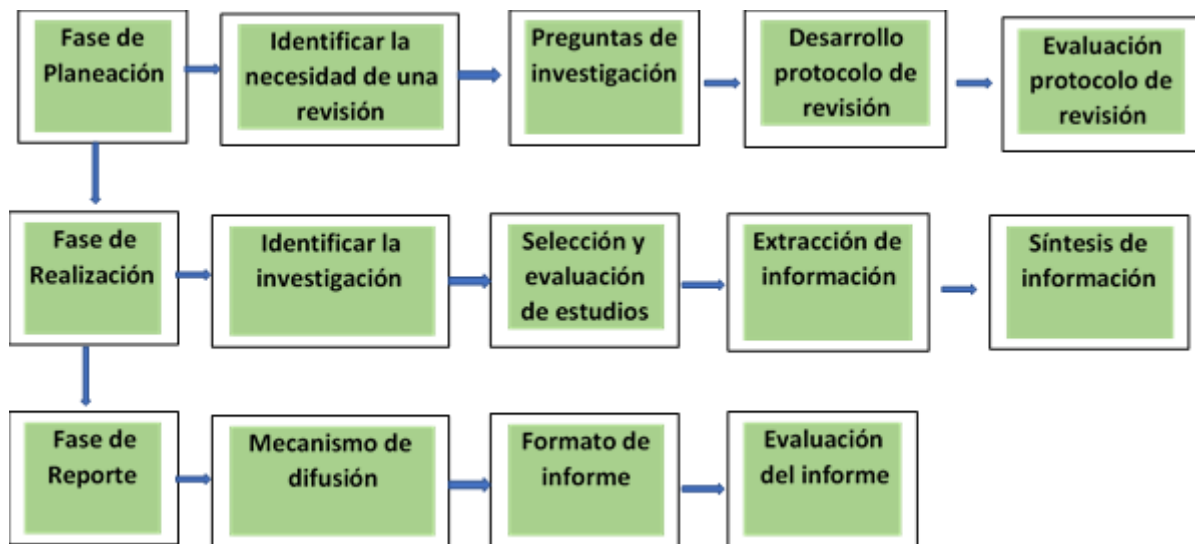 Fase de
Planeación
Identificar la
necesidad de una
revisión
Preguntas de
investigación
Desarrollo
protocolo de
revisión
Evaluación
protocolo de
revisión
Fase de
Realización
Identificar la
investigación
Selección y
evaluación
de estudios
Extracción de
información
Síntesis de
información
Fase de
Reporte
Mecanismo de
difusión
Formato de
informe
Evaluación
del informe